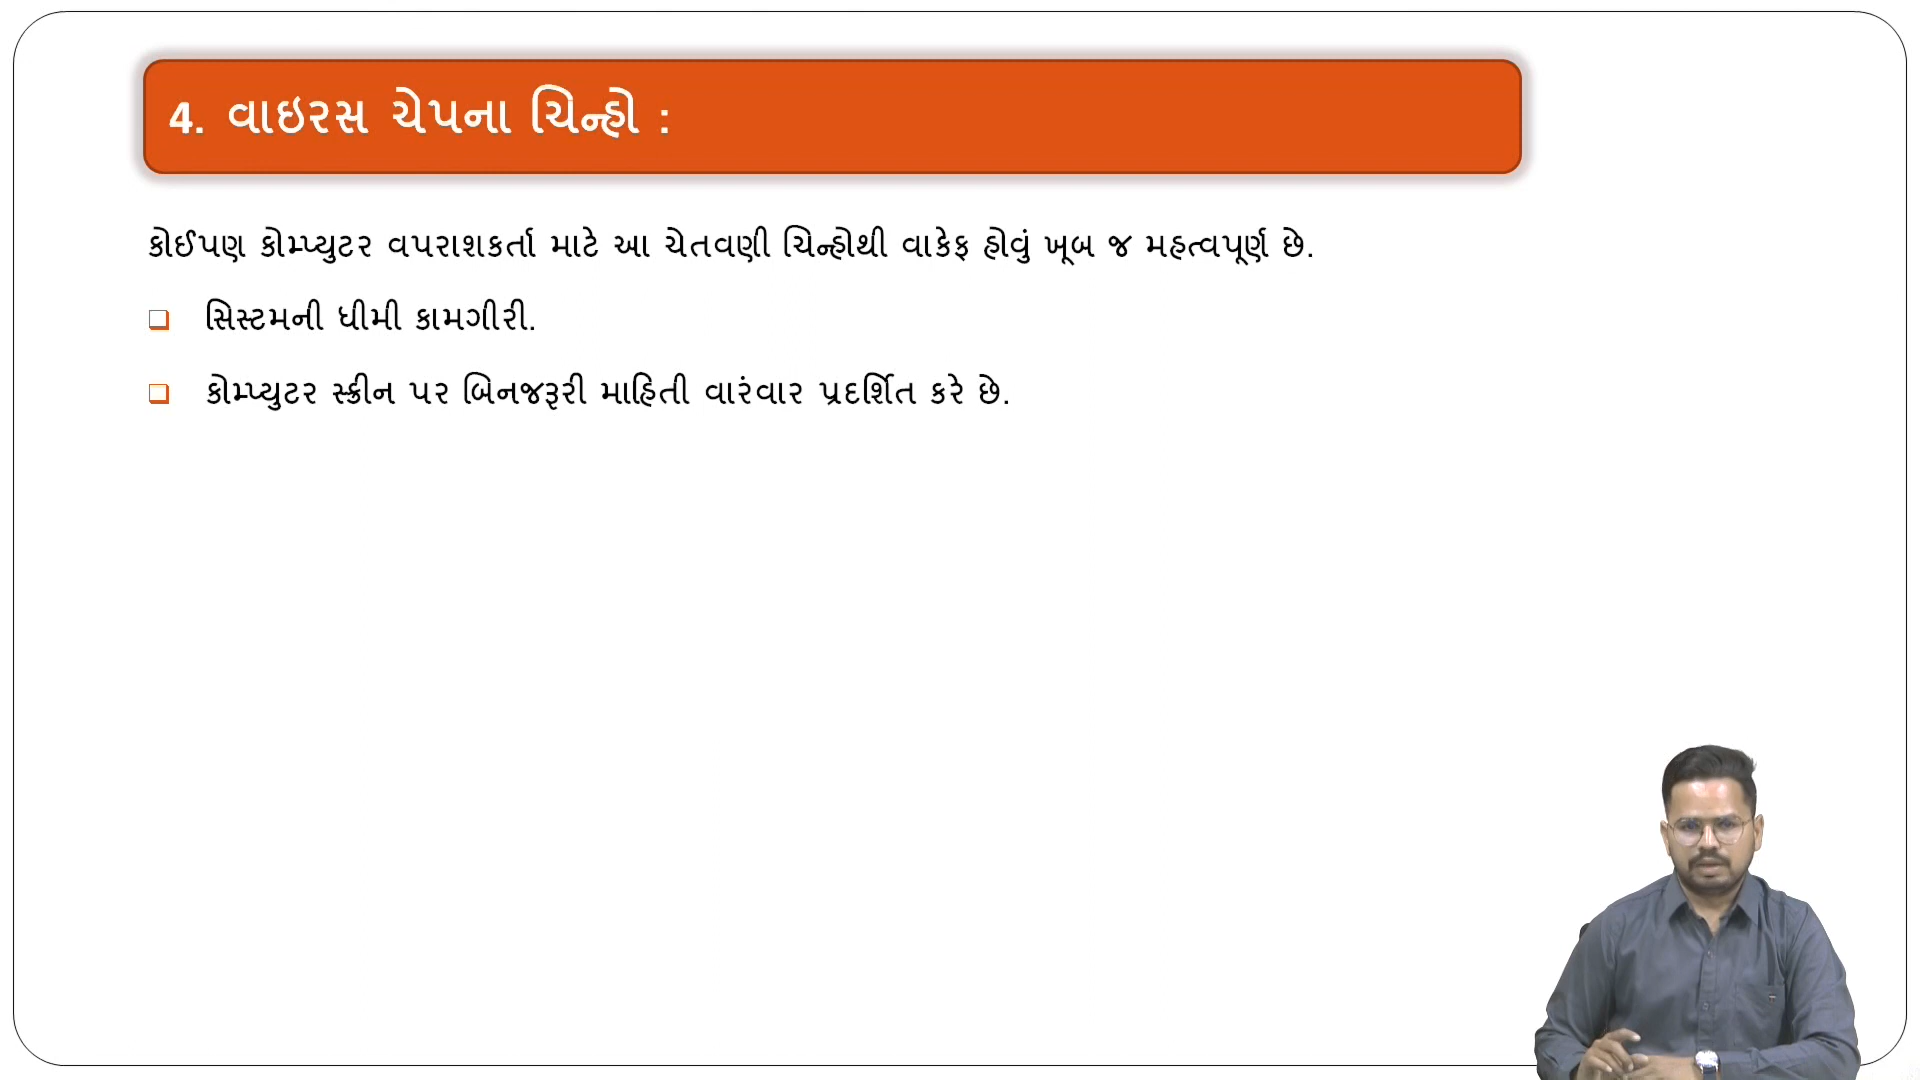 4. વાઇરસ ચેપના ચિન્હો :
કોઈપણ કોમ્પ્યુટર વપરાશકર્તા માટે આ ચેતવણી ચિન્હોથી વાકેફ હોવું ખૂબ જ મહત્વપૂર્ણ છે.
સિસ્ટમની ધીમી કામગીરી.
કોમ્પ્યુટર સ્ક્રીન પર બિનજરૂરી માહિતી વારંવાર પ્રદર્શિત કરે છે.